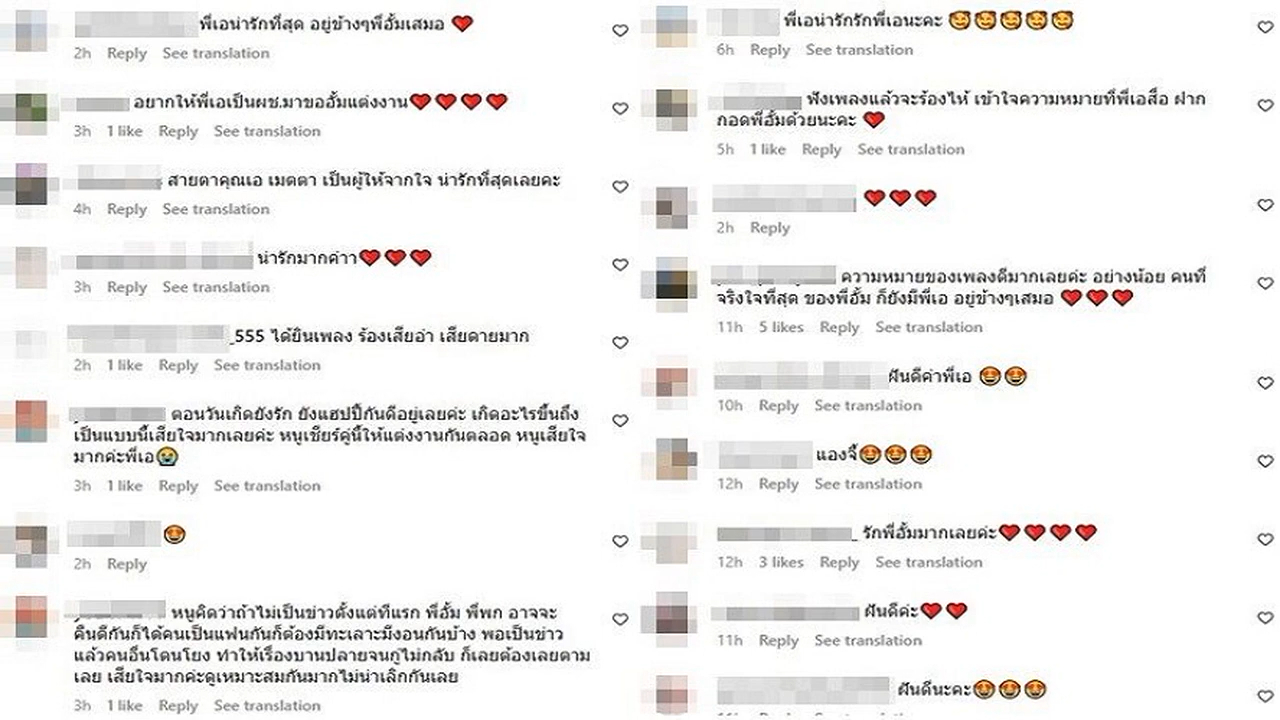 พี่เอน่ารักที่สุด อยู่ข้างๆพี่อั้มเสมอ ❤️
2h Reply See translation
อยากให้พี่เอเป็นผช.มาขออั้มแต่งงาน❤️❤️❤️❤️
3h 1 like Reply See translation
สายตาคุณเอ เมตตา เป็นผู้ให้จากใจ น่ารักที่สุดเลยคะ
4h Reply See translation
น่ารักมากค๋าา❤️❤️❤️
3h Reply See translation
_555 ได้ยินเพลง ร้องเสียอ่า เสียดายมาก
2h 1 like Reply See translation
ตอนวันเกิดยังรัก ยังแฮปปี้กันดีอยู่เลยค่ะ เกิดอะไรขึ้นถึง
เป็นแบบนี้เสียใจมากเลยค่ะ หนูเชียร์คู่นี้ให้แต่งงานกันตลอด หนูเสียใจ
มากค่ะพี่เอ😭
3h 1 like Reply See translation
🤩
2h Reply
หนูคิดว่าถ้าไม่เป็นข่าวตั้งแต่ทีแรก พี่อั้ม พี่พก อาจจะ
คืนดีกันก็ได้คนเป็นแฟนกันก็ต้องมีทะเลาะมีงอนกันบ้าง พอเป็นข่าว
แล้วคนอื่นโดนโยง ทำให้เรื่องบานปลายจนกู่ไม่กลับ ก็เลยต้องเลยตาม
เลย เสียใจมากค่ะดูเหมาะสมกันมากไม่น่าเลิกกันเลย
3h 1 like Reply See translation
พี่เอน่ารักรักพี่เอนะคะ 🥰🥰🥰🥰🥰
6h Reply See translation
ฟังเพลงแล้วจะร้องไห้ เข้าใจความหมายที่พี่เอสื่อ ฝาก
กอดพี่อั้มด้วยนะคะ ❤️
5h 1 like Reply See translation
❤️❤️❤️
2h Reply
ความหมายของเพลงดีมากเลยค่ะ อย่างน้อย คนที่
จริงใจที่สุด ของพี่อั้ม ก็ยังมีพี่เอ อยู่ข้างๆเสมอ ❤️❤️❤️
11h 5 likes Reply See translation
ฝันดีค่าพี่เอ 🤩🤩
10h Reply See translation
แองจี้🤩🤩🤩
12h Reply See translation
_ รักพี่อั้มมากเลยค่ะ❤️❤️❤️❤️
12h 3 likes Reply See translation
ฝันดีค่ะ❤️❤️
11h Reply See translation
ฝันดีนะคะ🤩🤩🤩